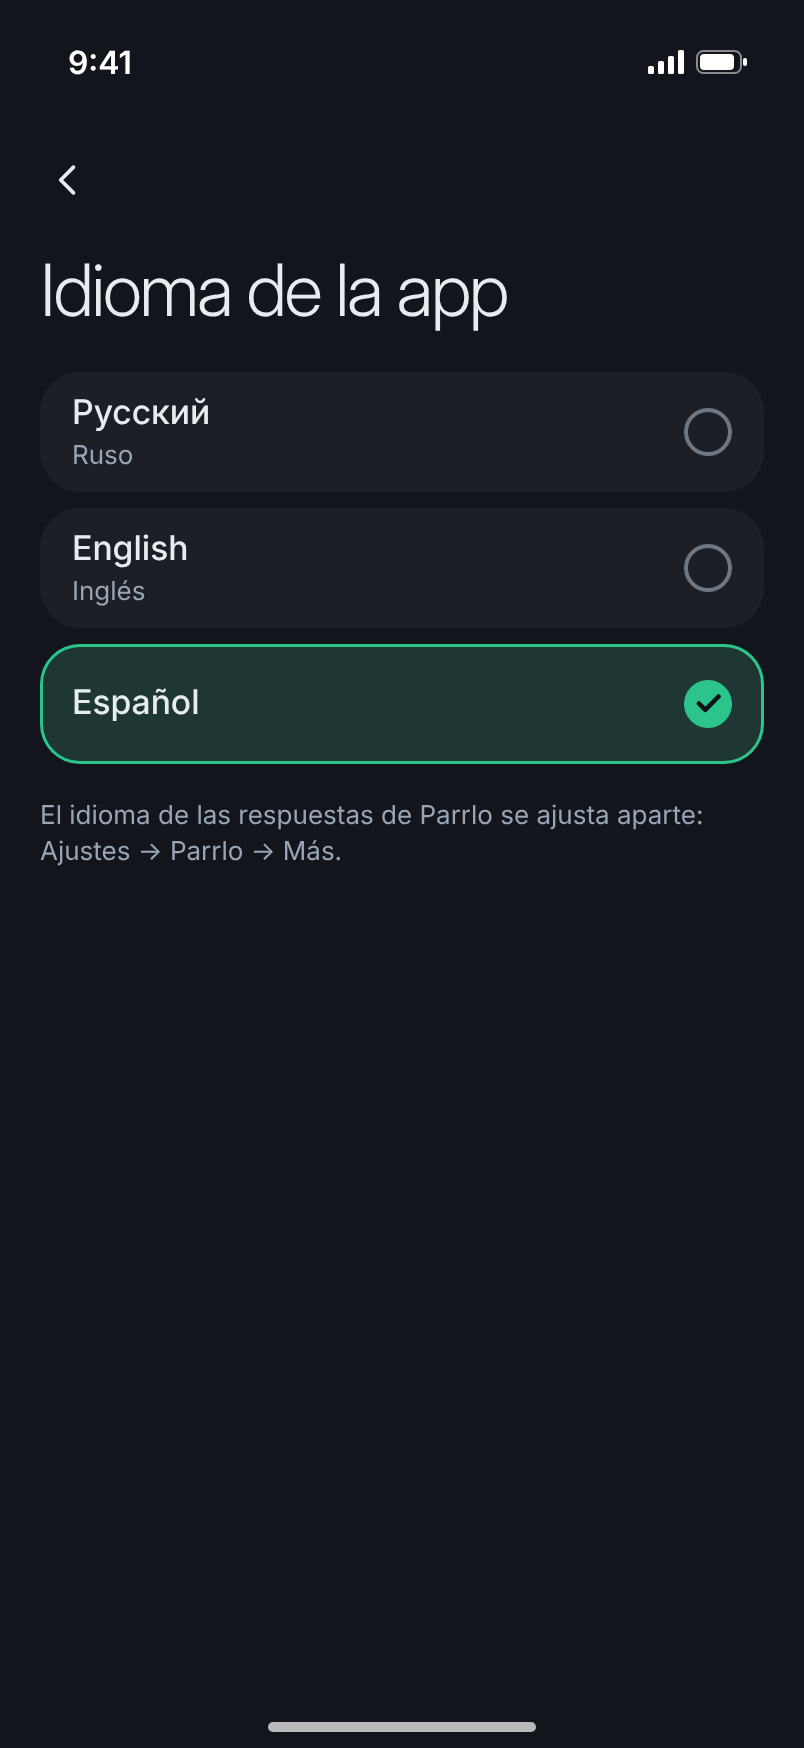 9:41
Idioma de la app
Русский
Ruso
English
Inglés
Español
El idioma de las respuestas de Parrlo se ajusta aparte:
Ajustes → Parrlo → Más.